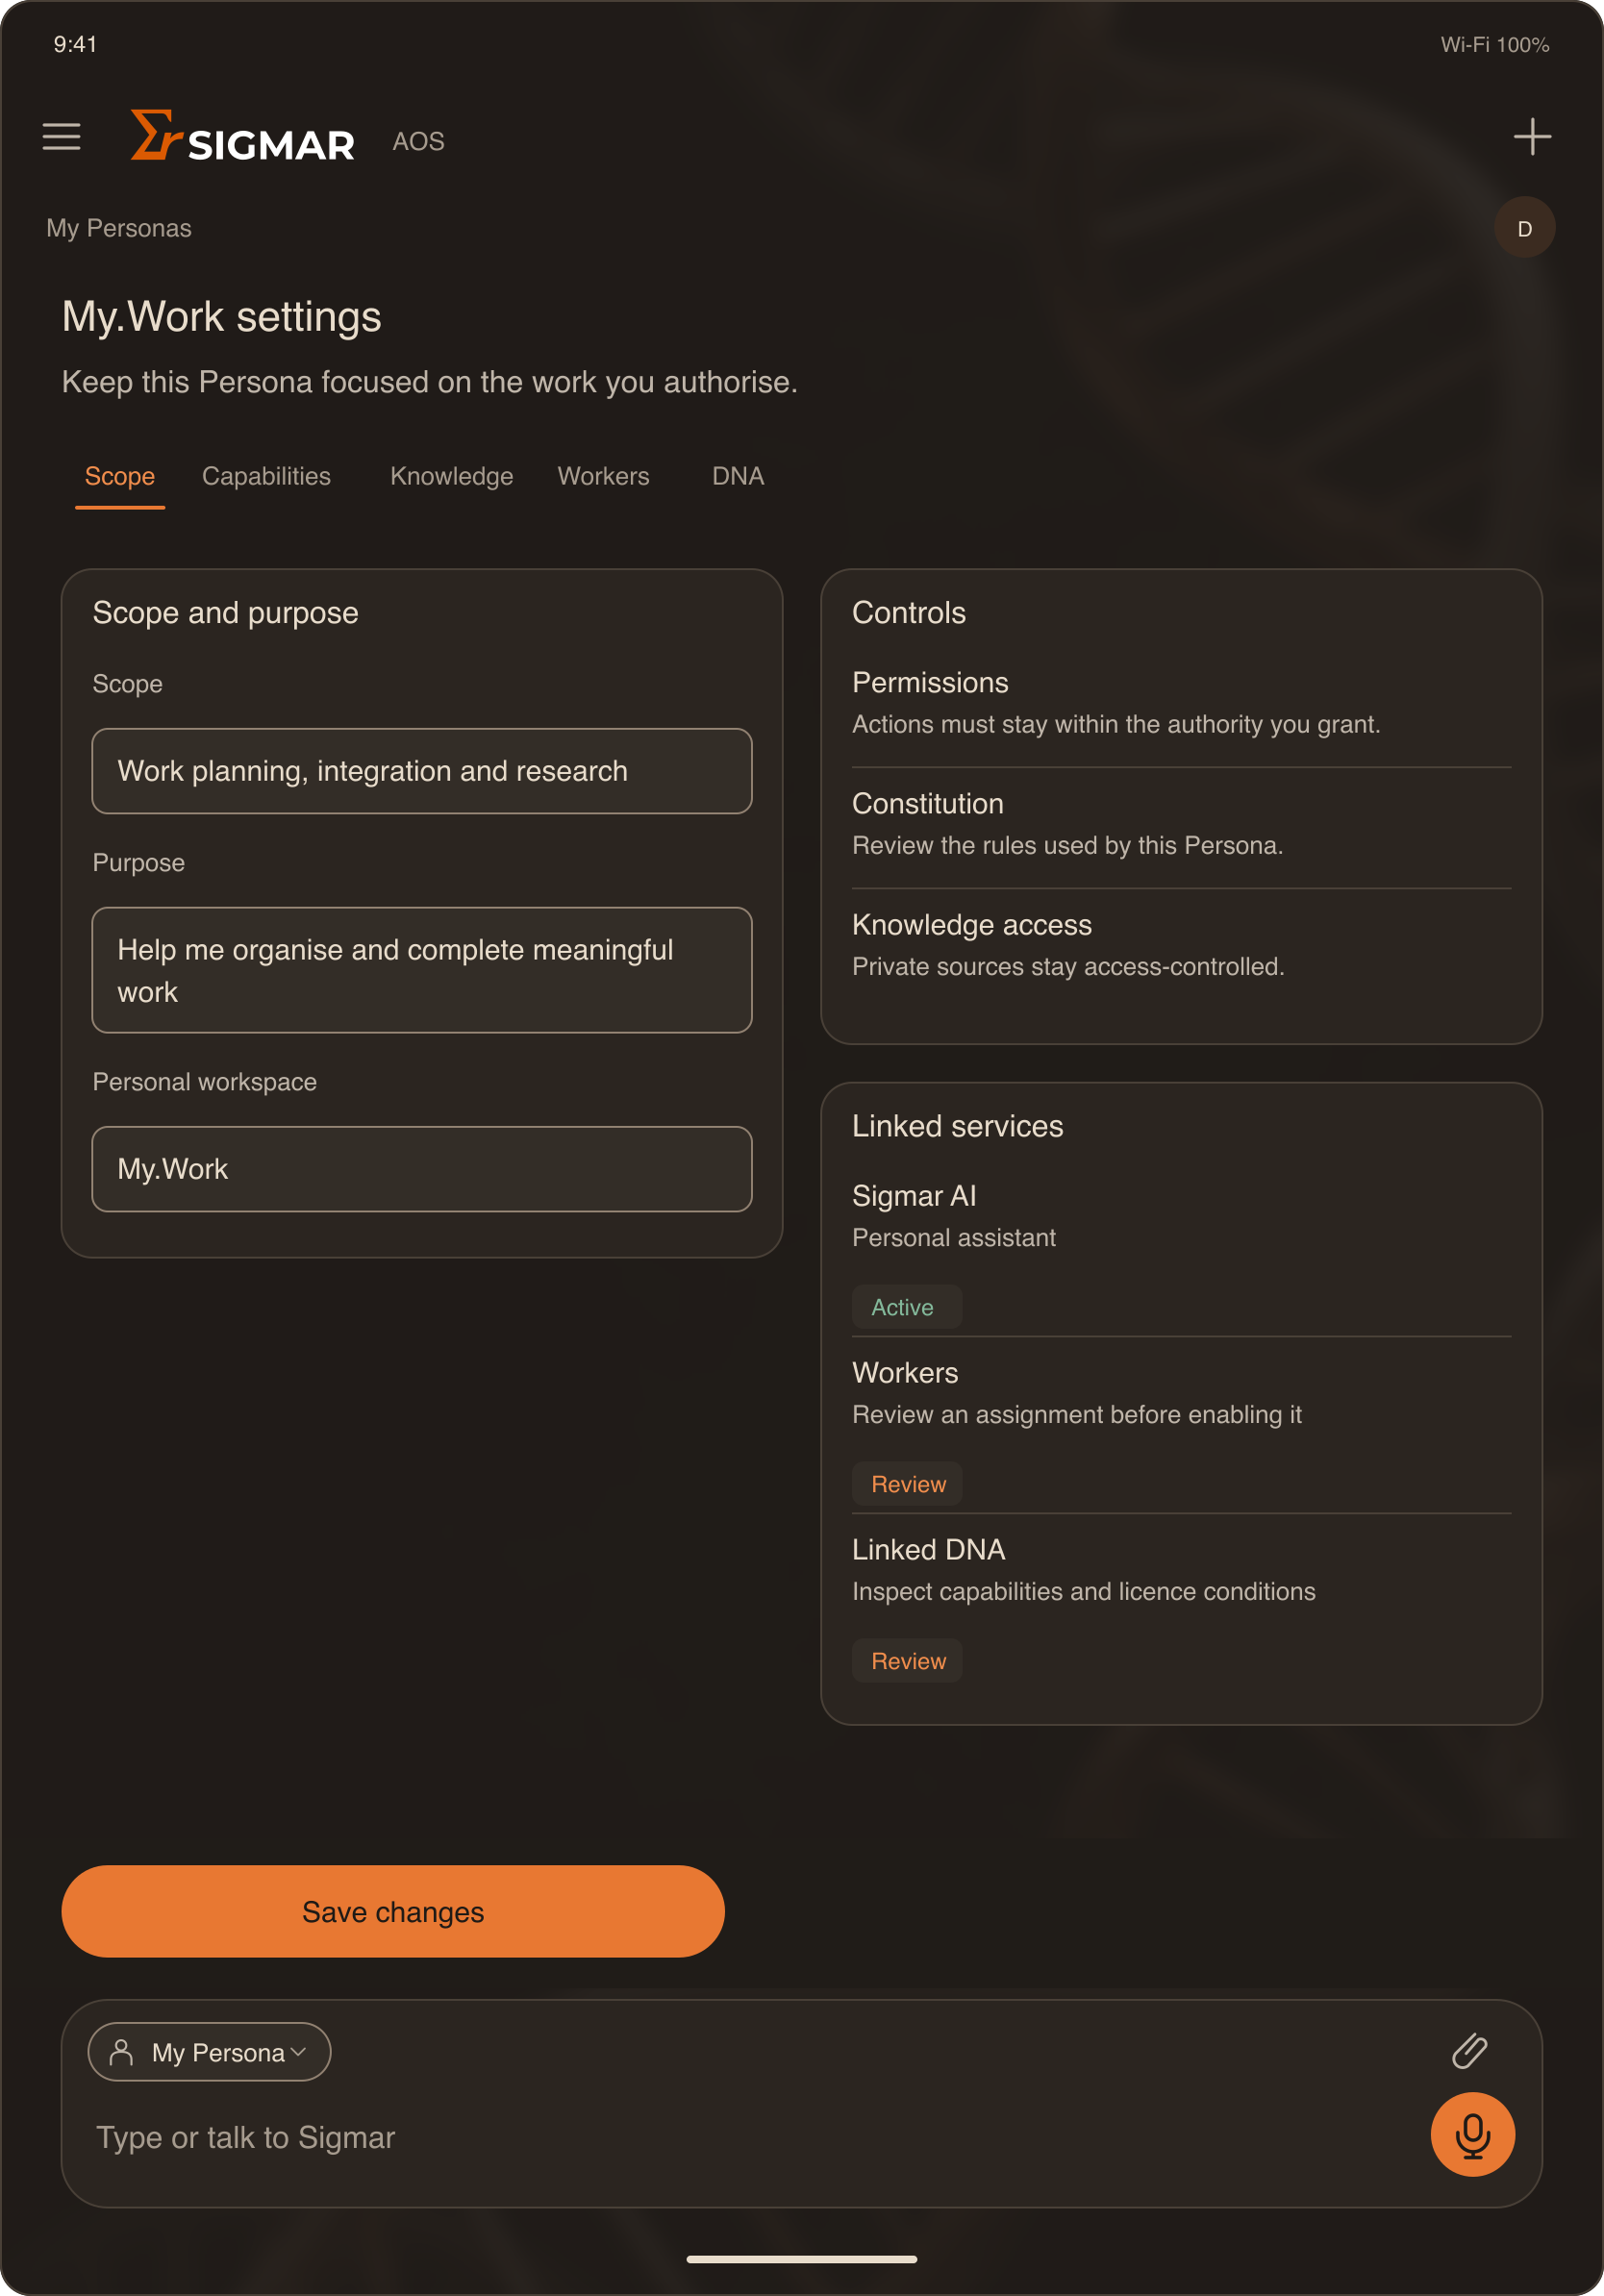 9:41
Wi-Fi 100%
Σr SIGMAR AOS
My Personas
D
My.Work settings
Keep this Persona focused on the work you authorise.
Scope Capabilities Knowledge Workers DNA
Scope and purpose
Scope
Work planning, integration and research
Purpose
Help me organise and complete meaningful
work
Personal workspace
My.Work
Controls
Permissions
Actions must stay within the authority you grant.
Constitution
Review the rules used by this Persona.
Knowledge access
Private sources stay access-controlled.
Linked services
Sigmar AI
Personal assistant
Active
Workers
Review an assignment before enabling it
Review
Linked DNA
Inspect capabilities and licence conditions
Review
Save changes
My Persona
Type or talk to Sigmar